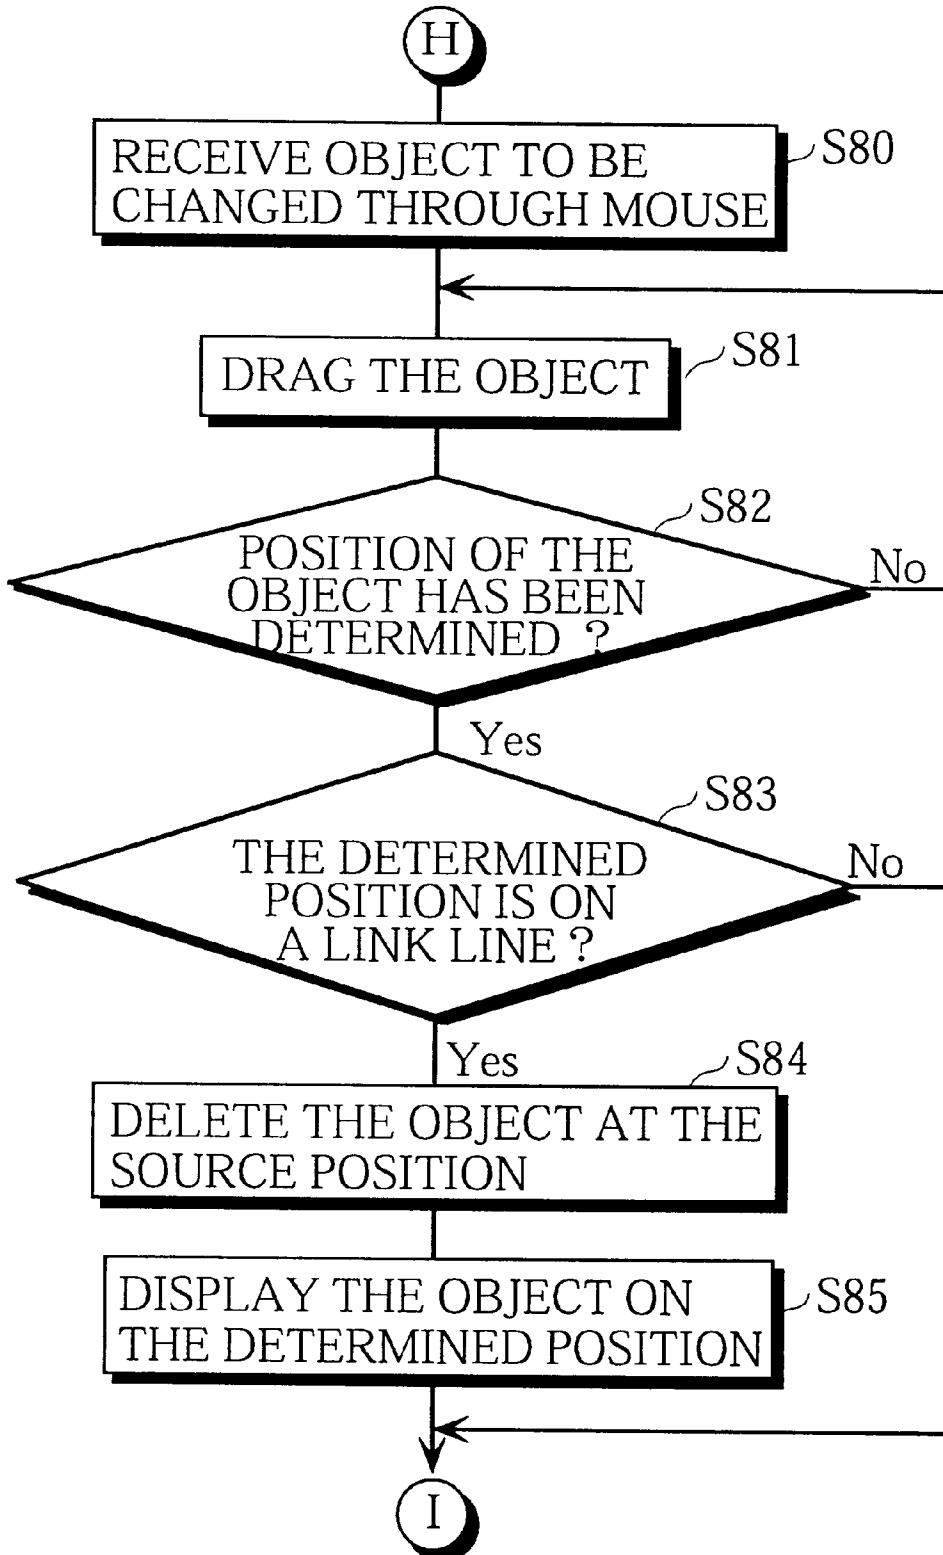 H
RECEIVE OBJECT TO BE
CHANGED THROUGH MOUSE
S80
DRAG THE OBJECT
S81
S82
POSITION OF THE
OBJECT HAS BEEN
DETERMINED ?
No
Yes
S83
THE DETERMINED
POSITION IS ON
A LINK LINE ?
No
Yes
S84
DELETE THE OBJECT AT THE
SOURCE POSITION
DISPLAY THE OBJECT ON
THE DETERMINED POSITION
S85
I